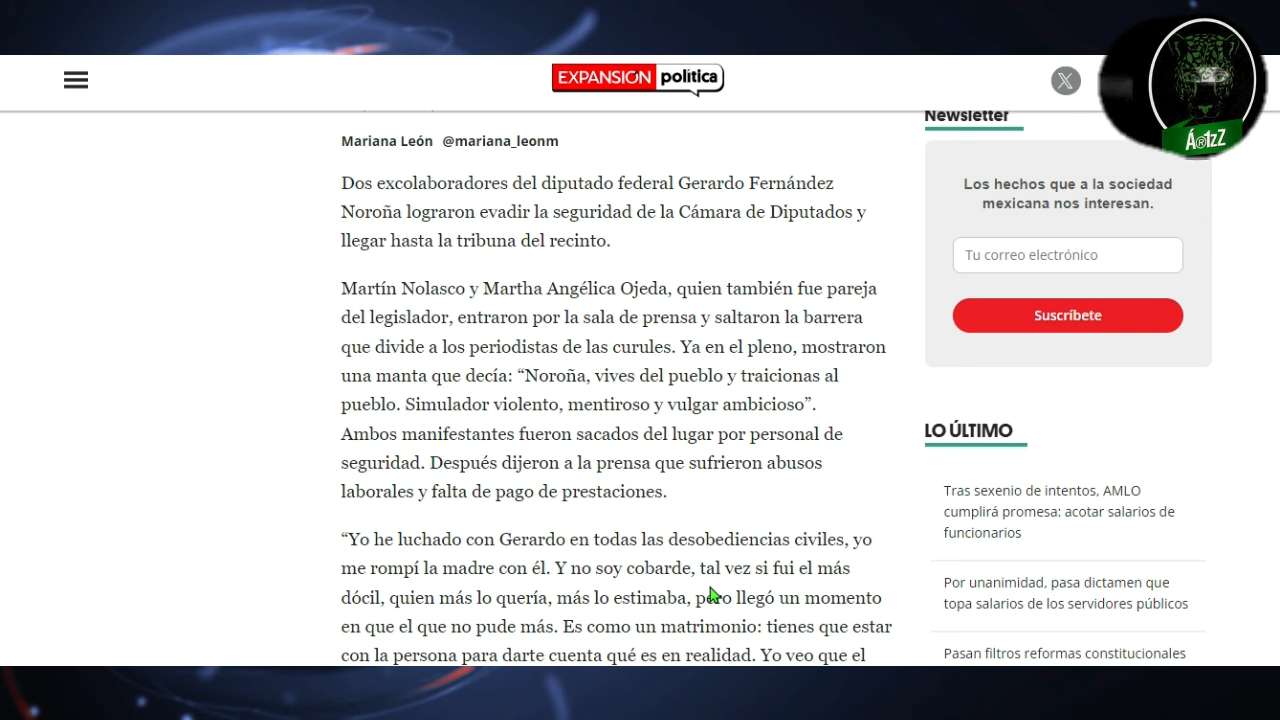 EXPANSIÓN política
Á®1zZ
Mariana León @mariana_leonm
Dos excolaboradores del diputado federal Gerardo Fernández
Noroña lograron evadir la seguridad de la Cámara de Diputados y
llegar hasta la tribuna del recinto.
Martín Nolasco y Martha Angélica Ojeda, quien también fue pareja
del legislador, entraron por la sala de prensa y saltaron la barrera
que divide a los periodistas de las curules. Ya en el pleno, mostraron
una manta que decía: “Noroña, vives del pueblo y traicionas al
pueblo. Simulador violento, mentiroso y vulgar ambicioso”.
Ambos manifestantes fueron sacados del lugar por personal de
seguridad. Después dijeron a la prensa que sufrieron abusos
laborales y falta de pago de prestaciones.
“Yo he luchado con Gerardo en todas las desobediencias civiles, yo
me rompí la madre con él. Y no soy cobarde, tal vez si fui el más
dócil, quien más lo quería, más lo estimaba, pero llegó un momento
en que el que no pude más. Es como un matrimonio: tienes que estar
con la persona para darte cuenta qué es en realidad. Yo veo que el
Newsletter
Los hechos que a la sociedad
mexicana nos interesan.
Tu correo electrónico
Suscríbete
LO ÚLTIMO
Tras sexenio de intentos, AMLO
cumplirá promesa: acotar salarios de
funcionarios
Por unanimidad, pasa dictamen que
topa salarios de los servidores públicos
Pasan filtros reformas constitucionales